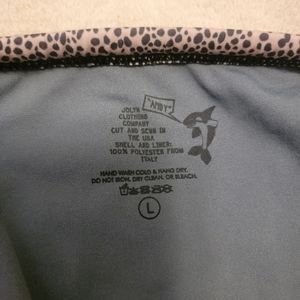 "ANDY"
JOLYN
CLOTHING
COMPANY
CUT AND SEWN IN
THE USA
SHELL AND LINER:
100% POLYESTER FROM
ITALY
HAND WASH COLD & HANG DRY.
DO NOT IRON, DRY CLEAN, OR BLEACH.
L